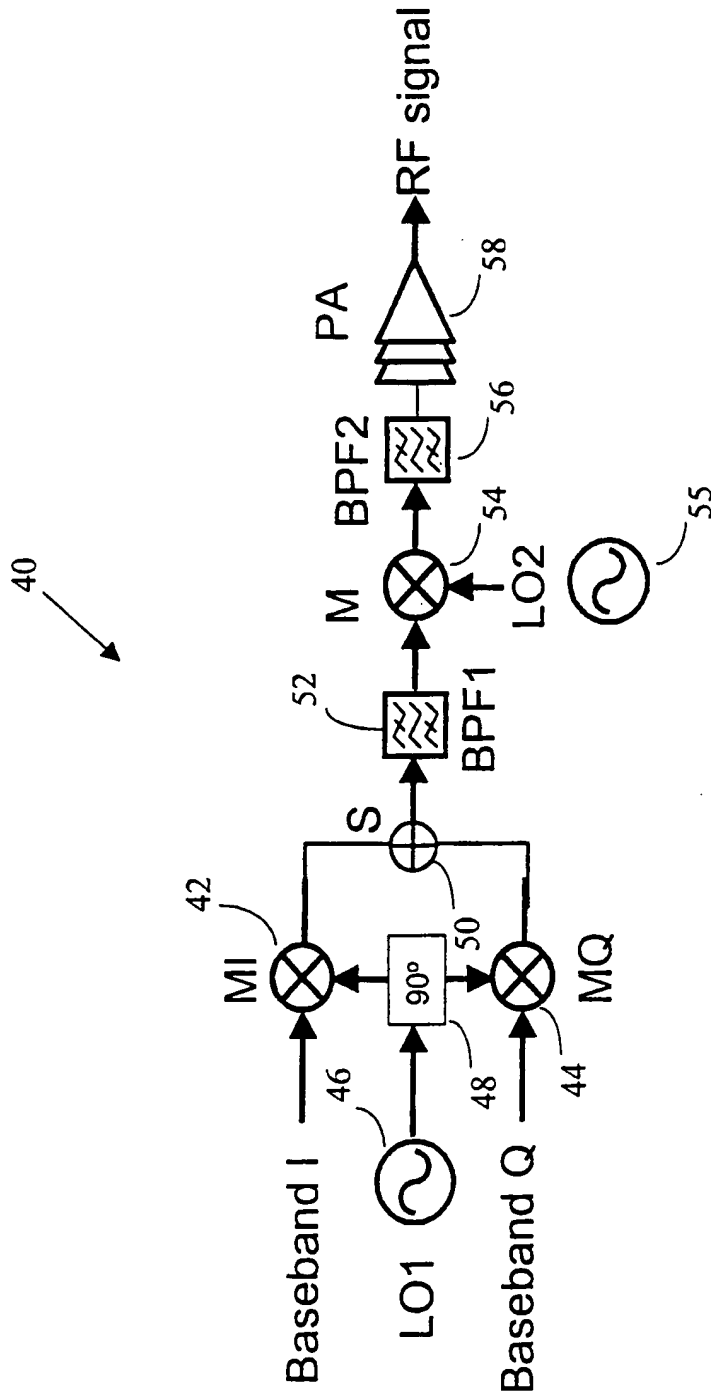 40
Baseband I
MI
42
46
LO1
90°
48
S
50
Baseband Q
MQ
44
52
BPF1
M
54
LO2
55
BPF2
56
PA
58
RF signal